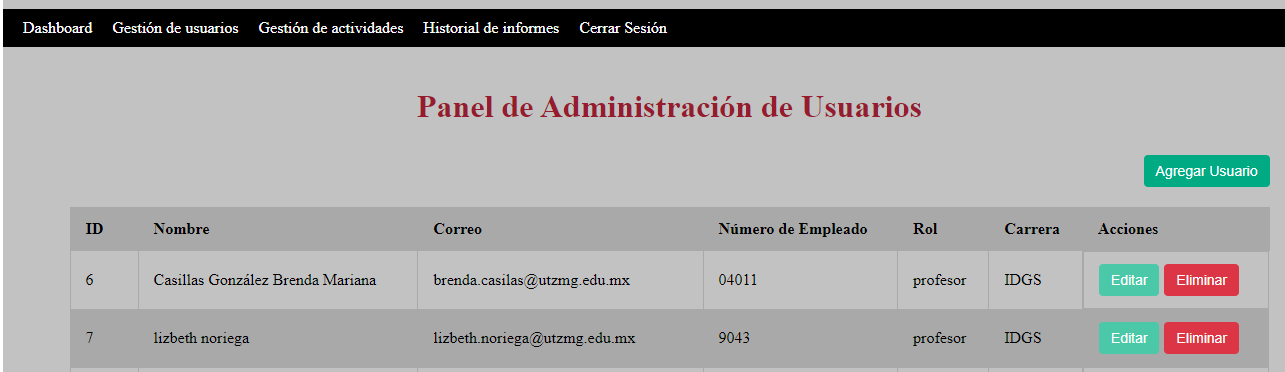 Dashboard Gestión de usuarios Gestión de actividades Historial de informes Cerrar Sesión
Panel de Administración de Usuarios
Agregar Usuario
ID Nombre Correo Número de Empleado Rol Carrera Acciones
6 Casillas González Brenda Mariana brenda.casilas@utzmg.edu.mx 04011 profesor IDGS Editar Eliminar
7 lizbeth noriega lizbeth.noriega@utzmg.edu.mx 9043 profesor IDGS Editar Eliminar